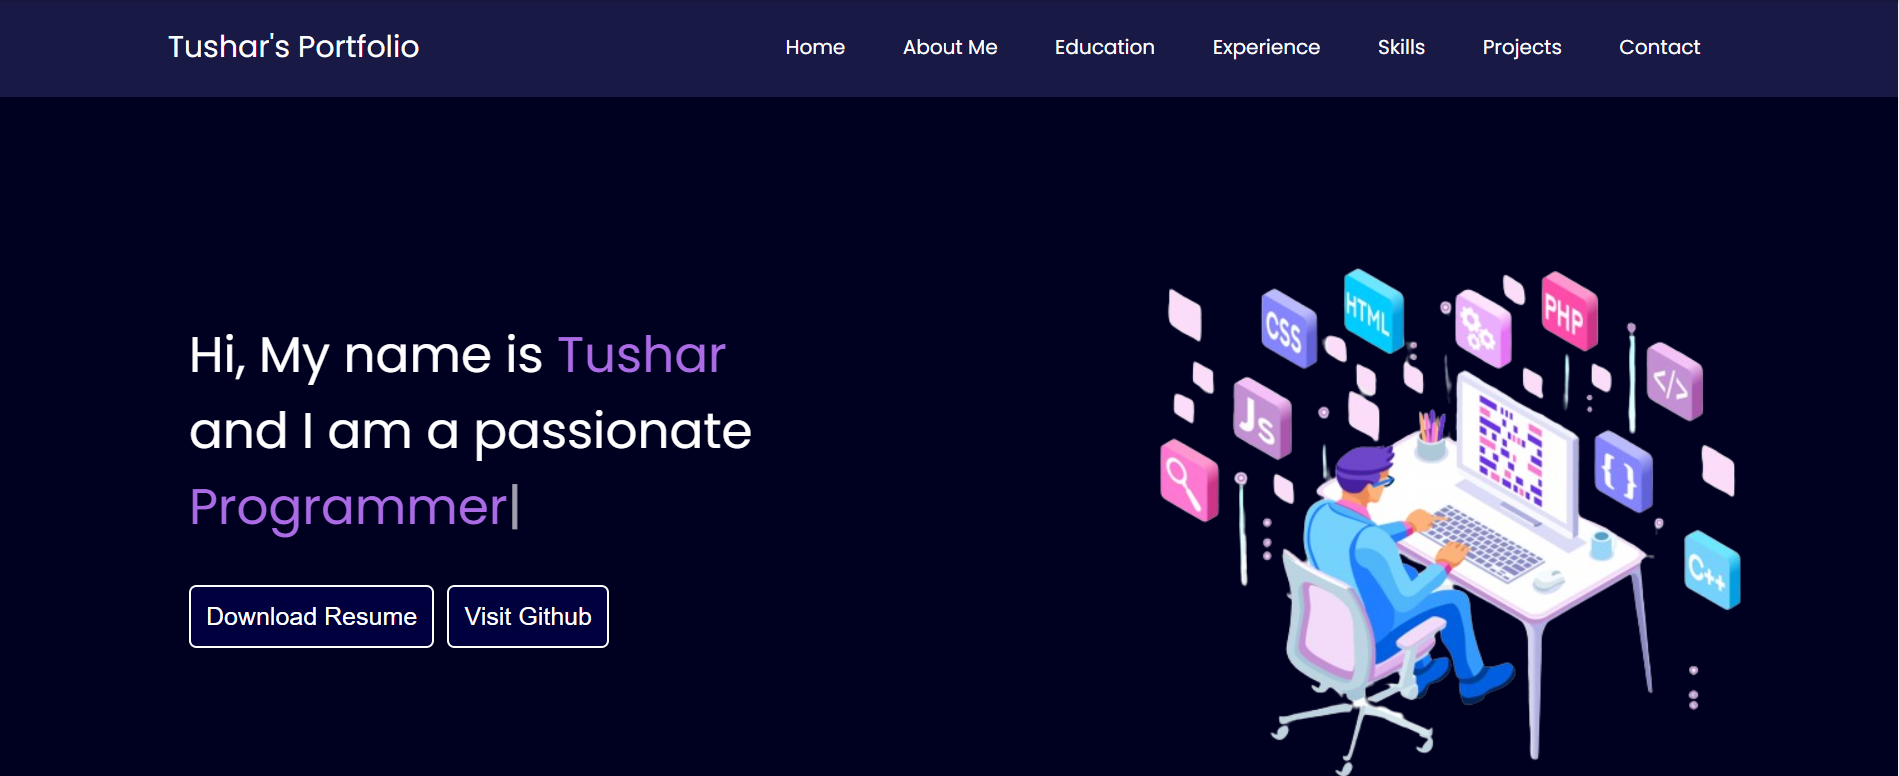 Tushar's Portfolio Home About Me Education Experience Skills Projects Contact
Hi, My name is Tushar
and I am a passionate
Programmer|
Download Resume Visit Github
CSS
HTML
PHP
</>
Js
{ }
C++